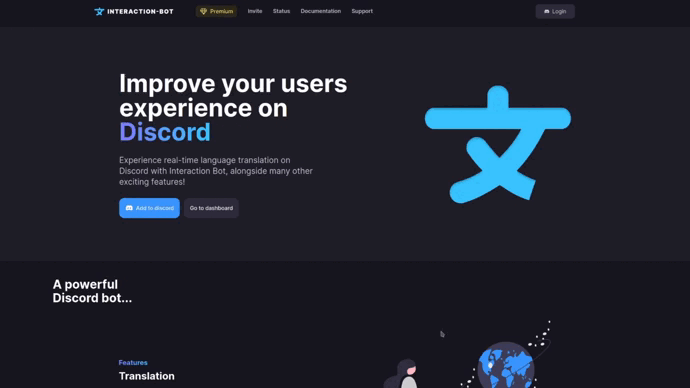 INTERACTION-BOT
Premium
Invite
Status
Documentation
Support
Login
Improve your users
experience on
Discord
Experience real-time language translation on
Discord with Interaction Bot, alongside many other
exciting features!
Add to discord
Go to dashboard
文
A powerful
Discord bot...
Features
Translation